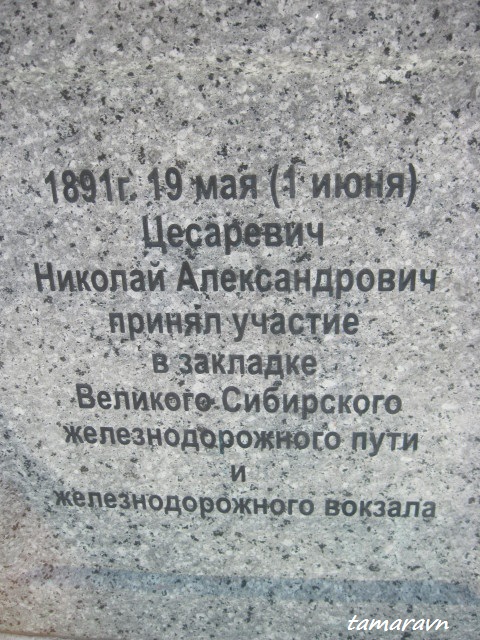 1891г. 19 мая (1 июня)
Цесаревич
Николай Александрович
принял участие
в закладке
Великого Сибирского
железнодорожного пути
и
железнодорожного вокзала
tamaravn